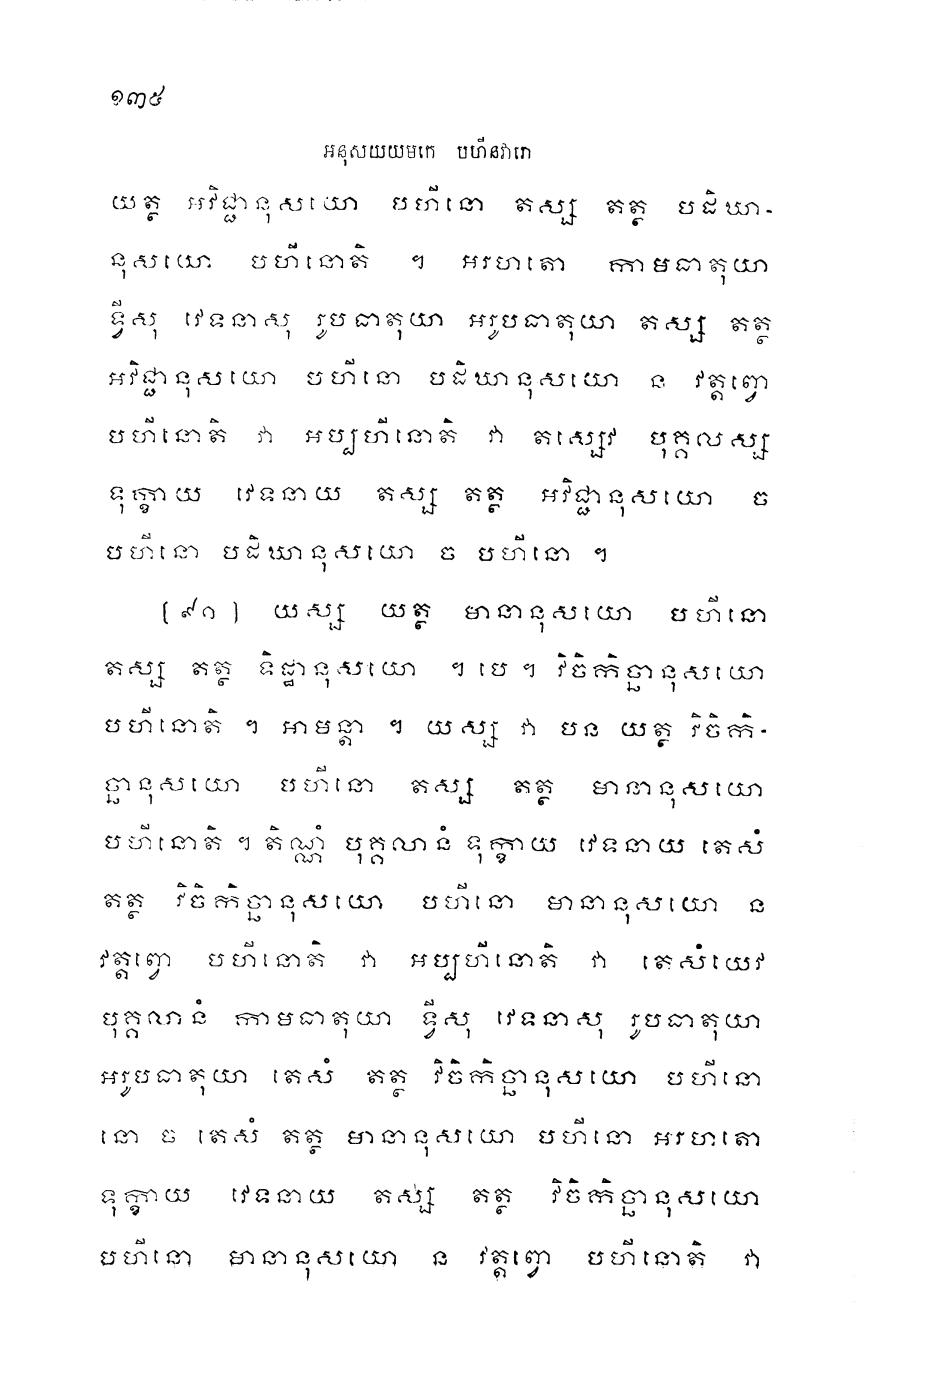 ១៣៥
អនុសយយមកេ បហីនវារោ
យត្ថ អវិជ្ជានុសយោ បហីនោ តស្ស តត្ថ បដិឃា-
នុសយោ បហីនោតិ ។ អរហតោ កាមធាតុយា
ទ្វីសុ វេទនាសុ រូបធាតុយា អរូបធាតុយា តស្ស តត្ថ
អវិជ្ជានុសយោ បហីនោ បដិឃានុសយោ ន វត្តព្វោ
បហីនោតិ វា អប្បហីនោតិ វា តស្សេវ បុគ្គលស្ស
ទុក្ខាយ វេទនាយ តស្ស តត្ថ អវិជ្ជានុសយោ ច
បហីនោ បដិឃានុសយោ ច បហីនោ ។
[៩១] យស្ស យត្ថ មានានុសយោ បហីនោ
តស្ស តត្ថ ទិដ្ឋានុសយោ ។ បេ ។ វិចិកិច្ឆានុសយោ
បហីនោតិ ។ អាមន្តា ។ យស្ស វា បន យត្ថ វិចិកិ-
ច្ឆានុសយោ បហីនោ តស្ស តត្ថ មានានុសយោ
បហីនោតិ ។ តិណ្ណំ បុគ្គលានំ ទុក្ខាយ វេទនាយ តេសំ
តត្ថ វិចិកិច្ឆានុសយោ បហីនោ មានានុសយោ ន
វត្តព្វោ បហីនោតិ វា អប្បហីនោតិ វា តេសំយេវ
បុគ្គលានំ កាមធាតុយា ទ្វីសុ វេទនាសុ រូបធាតុយា
អរូបធាតុយា តេសំ តត្ថ វិចិកិច្ឆានុសយោ បហីនោ
នោ ច តេសំ តត្ថ មានានុសយោ បហីនោ អរហតោ
ទុក្ខាយ វេទនាយ តស្ស តត្ថ វិចិកិច្ឆានុសយោ
បហីនោ មានានុសយោ ន វត្តព្វោ បហីនោតិ វា